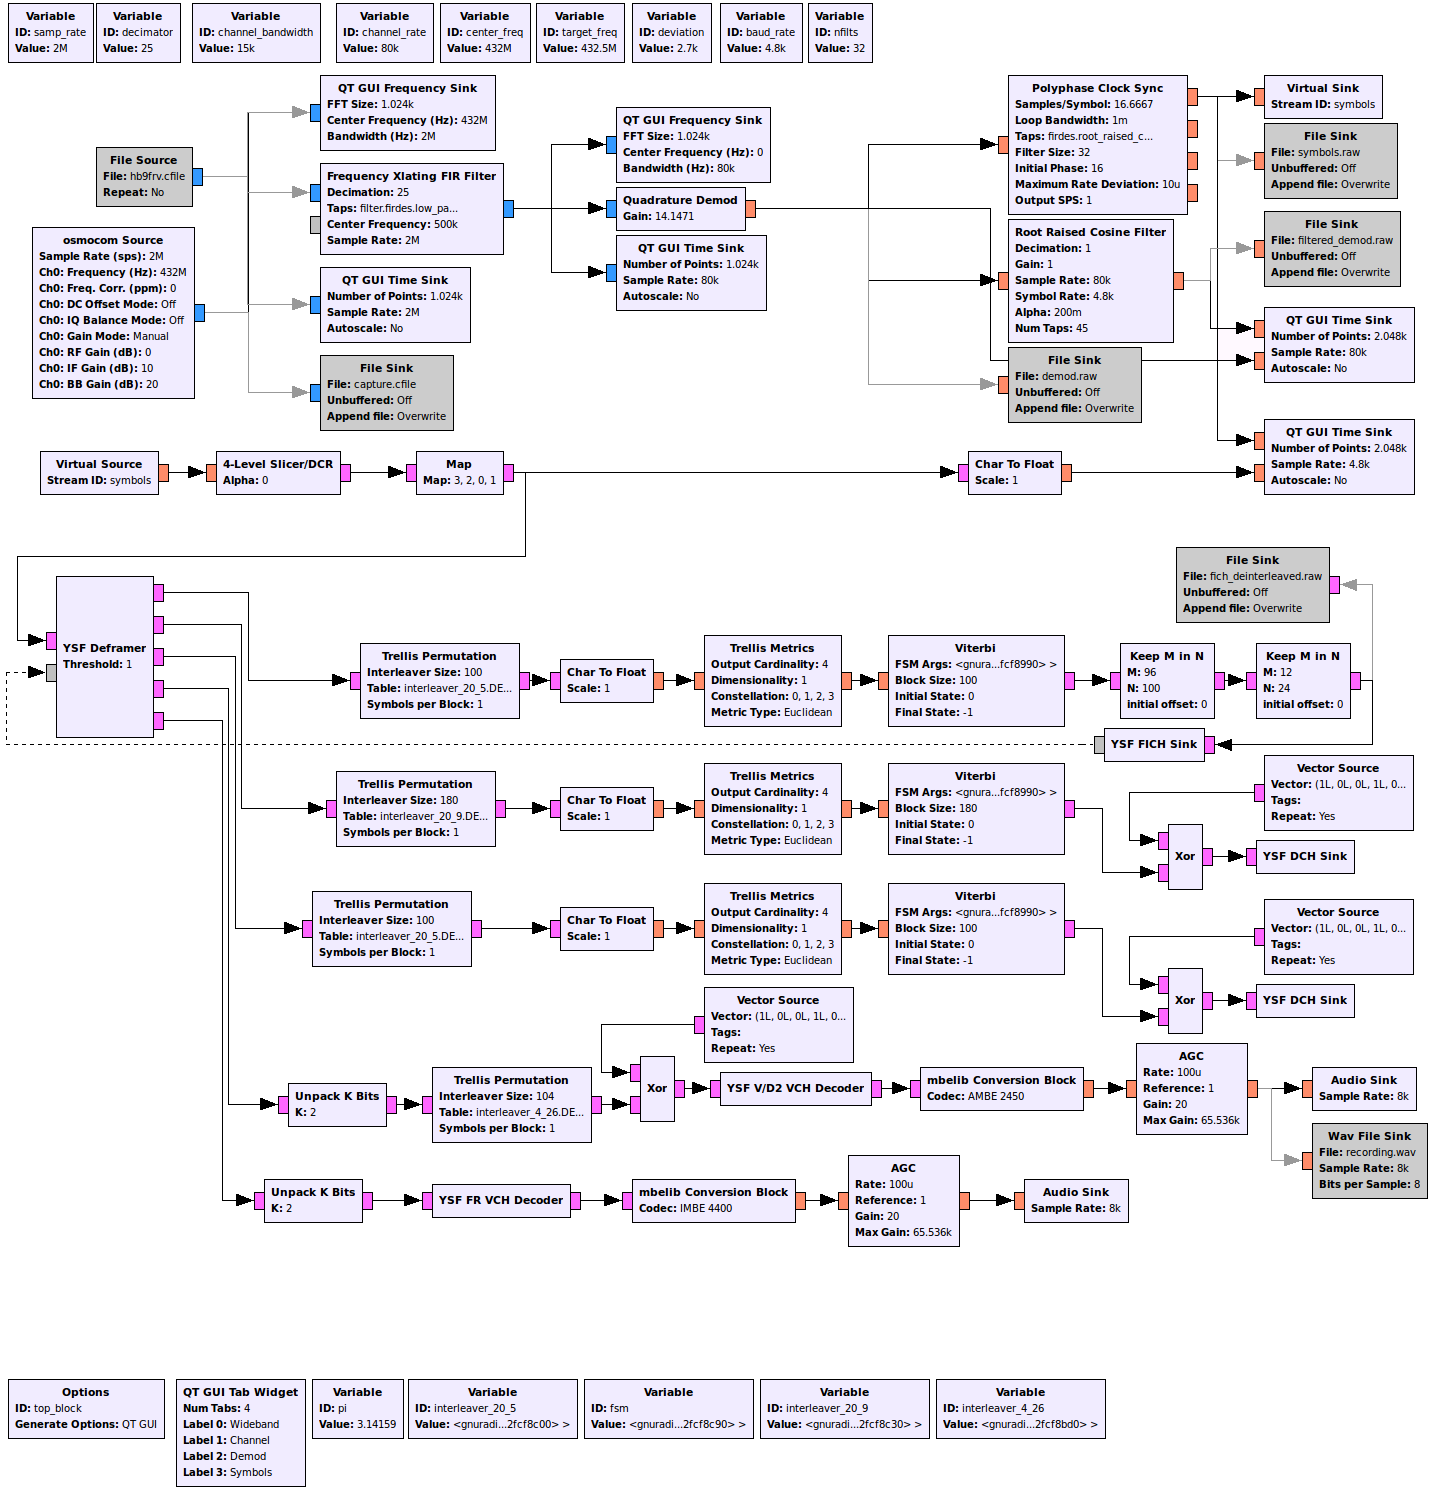 Variable
ID: samp_rate
Value: 2M
Variable
ID: decimator
Value: 25
Variable
ID: channel_bandwidth
Value: 15k
Variable
ID: channel_rate
Value: 80k
Variable
ID: center_freq
Value: 432M
Variable
ID: target_freq
Value: 432.5M
Variable
ID: deviation
Value: 2.7k
Variable
ID: baud_rate
Value: 4.8k
Variable
ID: nfilts
Value: 32
File Source
File: hb9frv.cfile
Repeat: No
osmocom Source
Sample Rate (sps): 2M
Ch0: Frequency (Hz): 432M
Ch0: Freq. Corr. (ppm): 0
Ch0: DC Offset Mode: Off
Ch0: IQ Balance Mode: Off
Ch0: Gain Mode: Manual
Ch0: RF Gain (dB): 0
Ch0: IF Gain (dB): 10
Ch0: BB Gain (dB): 20
QT GUI Frequency Sink
FFT Size: 1.024k
Center Frequency (Hz): 432M
Bandwidth (Hz): 2M
Frequency Xlating FIR Filter
Decimation: 25
Taps: filter.firdes.low_pa...
Center Frequency: 500k
Sample Rate: 2M
QT GUI Time Sink
Number of Points: 1.024k
Sample Rate: 2M
Autoscale: No
File Sink
File: capture.cfile
Unbuffered: Off
Append file: Overwrite
QT GUI Frequency Sink
FFT Size: 1.024k
Center Frequency (Hz): 0
Bandwidth (Hz): 80k
Quadrature Demod
Gain: 14.1471
QT GUI Time Sink
Number of Points: 1.024k
Sample Rate: 80k
Autoscale: No
Polyphase Clock Sync
Samples/Symbol: 16.6667
Loop Bandwidth: 1m
Taps: firdes.root_raised_c...
Filter Size: 32
Initial Phase: 16
Maximum Rate Deviation: 10u
Output SPS: 1
Root Raised Cosine Filter
Decimation: 1
Gain: 1
Sample Rate: 80k
Symbol Rate: 4.8k
Alpha: 200m
Num Taps: 45
File Sink
File: demod.raw
Unbuffered: Off
Append file: Overwrite
Virtual Sink
Stream ID: symbols
File Sink
File: symbols.raw
Unbuffered: Off
Append file: Overwrite
File Sink
File: filtered_demod.raw
Unbuffered: Off
Append file: Overwrite
QT GUI Time Sink
Number of Points: 2.048k
Sample Rate: 80k
Autoscale: No
QT GUI Time Sink
Number of Points: 2.048k
Sample Rate: 4.8k
Autoscale: No
Virtual Source
Stream ID: symbols
4-Level Slicer/DCR
Alpha: 0
Map
Map: 3, 2, 0, 1
Char To Float
Scale: 1
YSF Deframer
Threshold: 1
File Sink
File: fich_deinterleaved.raw
Unbuffered: Off
Append file: Overwrite
Trellis Permutation
Interleaver Size: 100
Table: interleaver_20_5.DE...
Symbols per Block: 1
Char To Float
Scale: 1
Trellis Metrics
Output Cardinality: 4
Dimensionality: 1
Constellation: 0, 1, 2, 3
Metric Type: Euclidean
Viterbi
FSM Args: <gnura...fcf8990> >
Block Size: 100
Initial State: 0
Final State: -1
Keep M in N
M: 96
N: 100
initial offset: 0
Keep M in N
M: 12
N: 24
initial offset: 0
YSF FICH Sink
Trellis Permutation
Interleaver Size: 180
Table: interleaver_20_9.DE...
Symbols per Block: 1
Char To Float
Scale: 1
Trellis Metrics
Output Cardinality: 4
Dimensionality: 1
Constellation: 0, 1, 2, 3
Metric Type: Euclidean
Viterbi
FSM Args: <gnura...fcf8990> >
Block Size: 180
Initial State: 0
Final State: -1
Vector Source
Vector: (1L, 0L, 0L, 1L, 0...
Tags:
Repeat: Yes
Xor
YSF DCH Sink
Trellis Permutation
Interleaver Size: 100
Table: interleaver_20_5.DE...
Symbols per Block: 1
Char To Float
Scale: 1
Trellis Metrics
Output Cardinality: 4
Dimensionality: 1
Constellation: 0, 1, 2, 3
Metric Type: Euclidean
Viterbi
FSM Args: <gnura...fcf8990> >
Block Size: 100
Initial State: 0
Final State: -1
Vector Source
Vector: (1L, 0L, 0L, 1L, 0...
Tags:
Repeat: Yes
Xor
YSF DCH Sink
Vector Source
Vector: (1L, 0L, 0L, 1L, 0...
Tags:
Repeat: Yes
Unpack K Bits
K: 2
Trellis Permutation
Interleaver Size: 104
Table: interleaver_4_26.DE...
Symbols per Block: 1
Xor
YSF V/D2 VCH Decoder
mbelib Conversion Block
Codec: AMBE 2450
AGC
Rate: 100u
Reference: 1
Gain: 20
Max Gain: 65.536k
Audio Sink
Sample Rate: 8k
Wav File Sink
File: recording.wav
Sample Rate: 8k
Bits per Sample: 8
Unpack K Bits
K: 2
YSF FR VCH Decoder
mbelib Conversion Block
Codec: IMBE 4400
AGC
Rate: 100u
Reference: 1
Gain: 20
Max Gain: 65.536k
Audio Sink
Sample Rate: 8k
Options
ID: top_block
Generate Options: QT GUI
QT GUI Tab Widget
Num Tabs: 4
Label 0: Wideband
Label 1: Channel
Label 2: Demod
Label 3: Symbols
Variable
ID: pi
Value: 3.14159
Variable
ID: interleaver_20_5
Value: <gnuradi...2fcf8c00> >
Variable
ID: fsm
Value: <gnuradi...2fcf8c90> >
Variable
ID: interleaver_20_9
Value: <gnuradi...2fcf8c30> >
Variable
ID: interleaver_4_26
Value: <gnuradi...2fcf8bd0> >